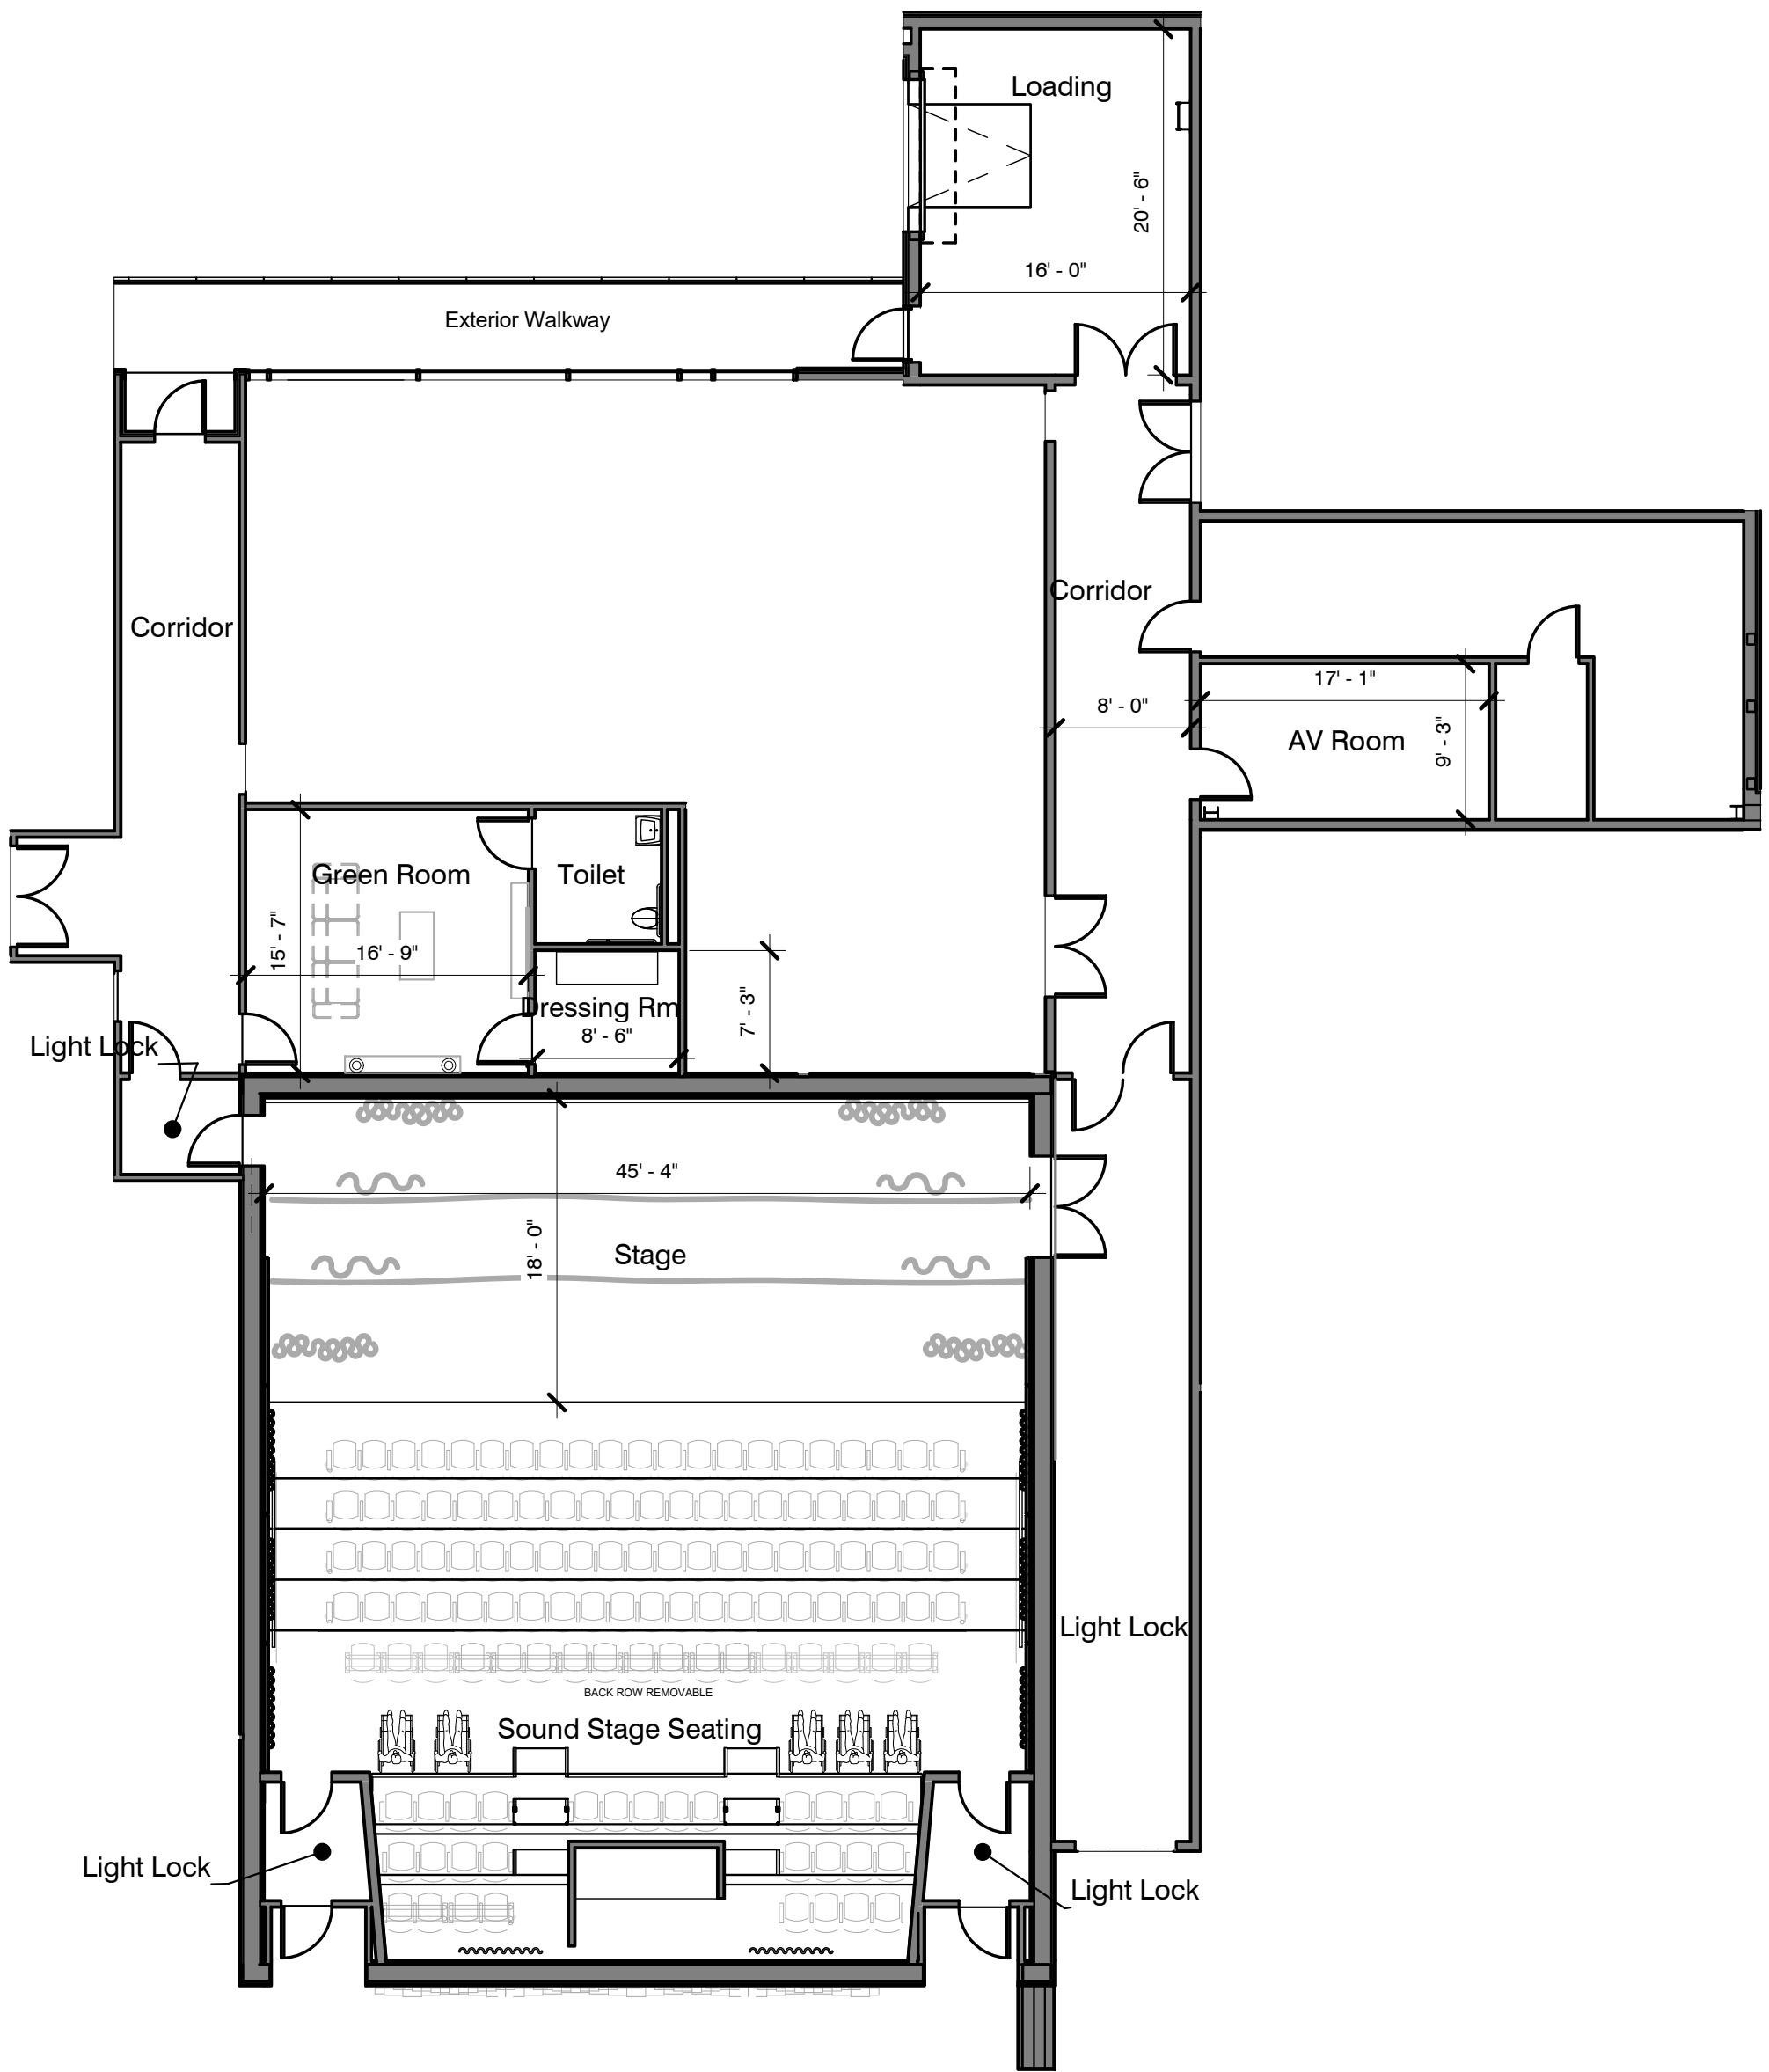 Loading
20' - 6"
16' - 0"
Exterior Walkway
Corridor
Corridor
17' - 1"
8' - 0"
AV Room
9' - 3"
Green Room
Toilet
15' - 7"
16' - 9"
Dressing Rm
8' - 6"
7' - 3"
Light Lock
45' - 4"
18' - 0"
Stage
Light Lock
BACK ROW REMOVABLE
Sound Stage Seating
Light Lock
Light Lock